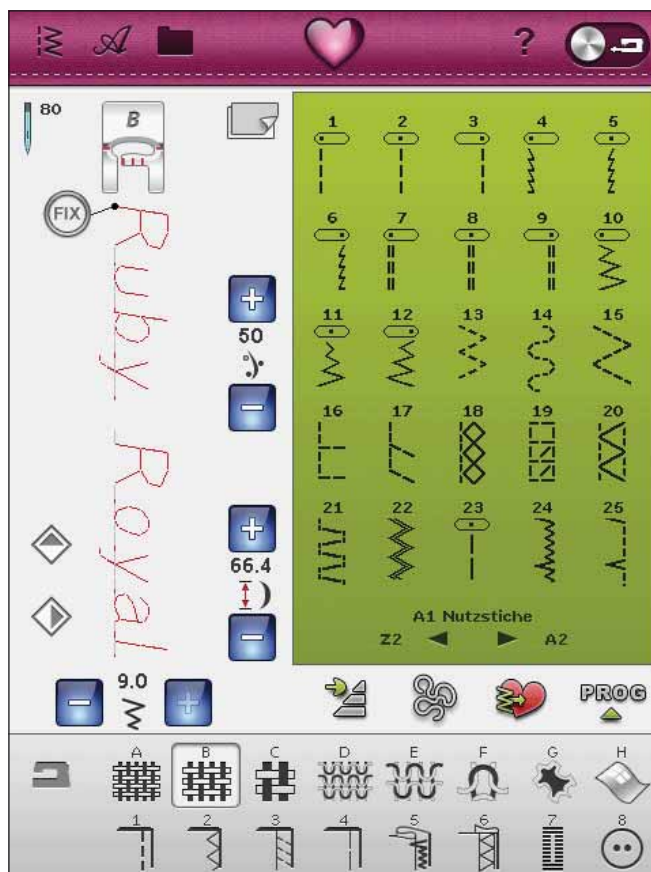 ?
80
B
1 2 3 4 5
FIX
6 7 8 9 10
Ruby Royal
50
11 12 13 14 15
16 17 18 19 20
21 22 23 24 25
66.4
A1 Nutzstiche
Z2 A2
9.0
PROG
A B C D E F G H
1 2 3 4 5 6 7 8